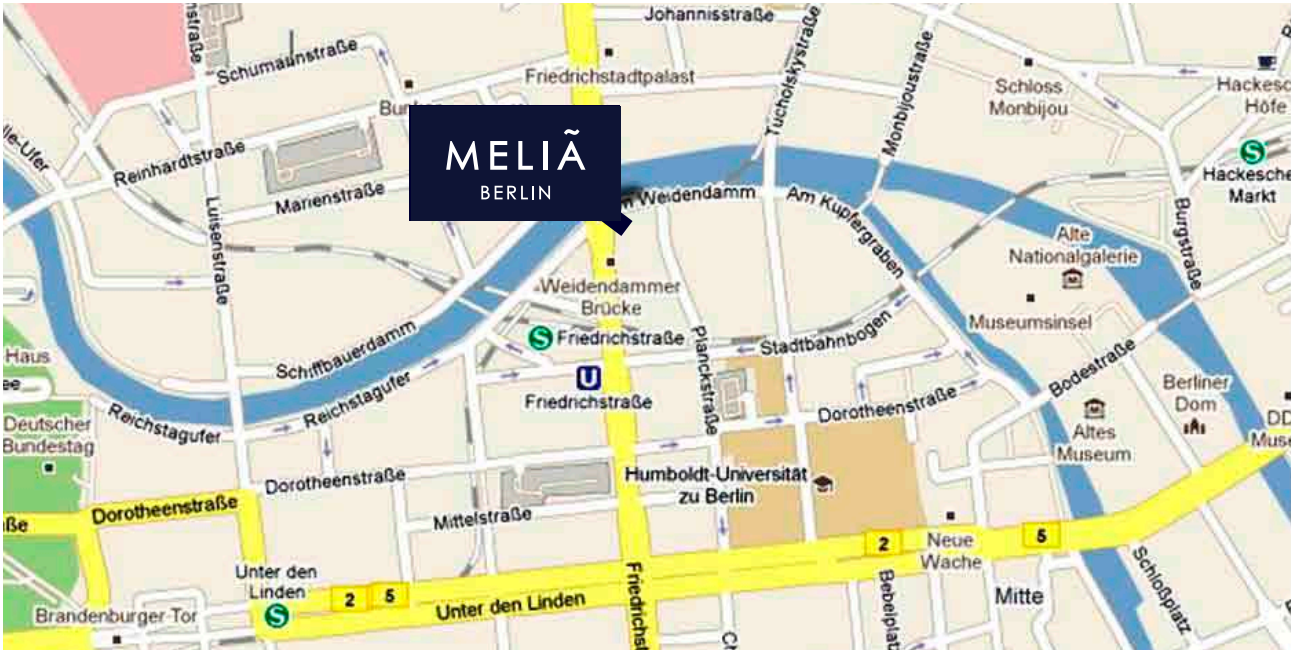 Johannisstraße
Schumannstraße
Friedrichstadtpalast
Tucholskystraße
Monbijoustraße
Schloss
Monbijou
Höfe
Reinhardtstraße
MELIÃ
BERLIN
S
Hackesche
Markt
Marienstraße
Luisenstraße
Weidendamm
Am Kupfergraben
Burgstraße
Alte
Nationalgalerie
Weidendammer
Brücke
Museumsinsel
S
Friedrichstraße
Planckstraße
Stadtbahnbogen
Schiffbauerdamm
Haus
U
Friedrichstraße
Bodestraße
Berliner
Dom
Reichstagufer
Reichstagufer
Dorotheenstraße
Deutscher
Bundestag
M
Altes
Museum
Dorotheenstraße
Humboldt-Universität
zu Berlin
Dorotheenstraße
Mittelstraße
2
5
Neue
Wache
Unter den
Linden
2
5
Unter den Linden
S
Mitte
Schloßplatz
Brandenburger Tor